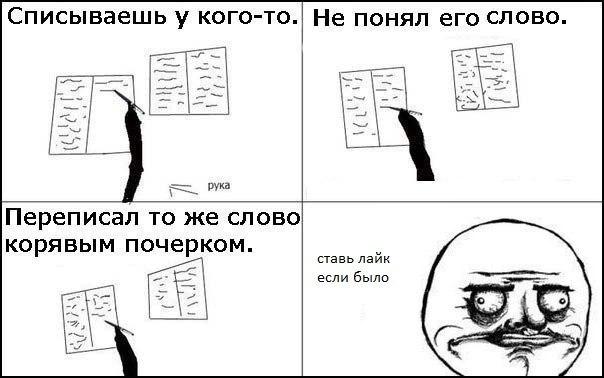 Списываешь у кого-то.
рука
Не понял его слово.
Переписал то же слово
корявым почерком.
ставь лайк
если было